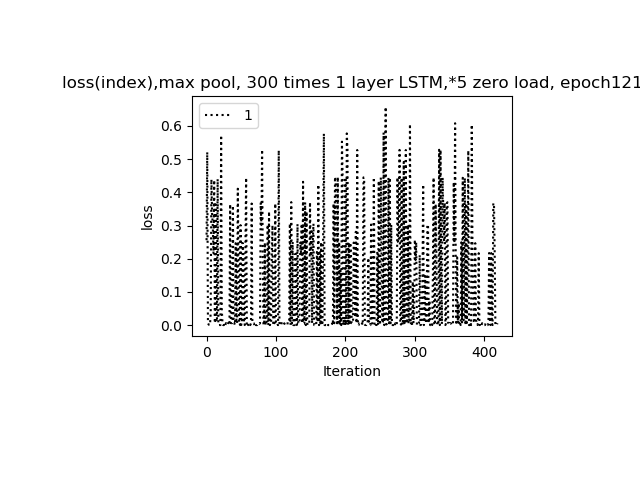 loss(index),max pool, 300 times 1 layer LSTM,*5 zero load, epoch121
1
0.6
0.5
0.4
0.3
0.2
0.1
0.0
loss
0 100 200 300 400
Iteration